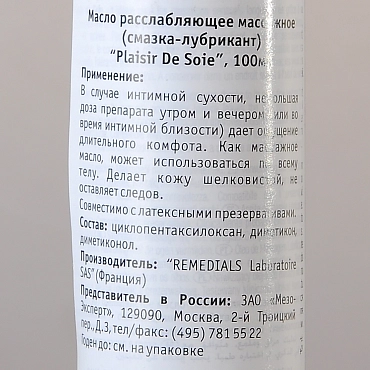 Масло расслабляющее массажное
(смазка-лубрикант)
“Plaisir De Soie”, 100м
Применение:
В случае интимной сухости, небольшая
доза препарата утром и вечером (или во
время интимной близости) дает ощущение
длительного комфота. Как массажное
масло, может использоваться по всему
телу. Делает кожу шелковистой, не
оставляет следов.
Совместимо с латексными презервативами.
Состав: циклопентаксилоксан, диметикон,
диметиконол.
Производитель: “REMEDIALS Laboratoire
SAS”(Франция)
Представитель в России: ЗАО «Мезо-
Эксперт», 129090, Москва, 2-й Троицкий
пер., Д.3, тел/факс: (495) 781 55 22
Годен до: см. на упаковке